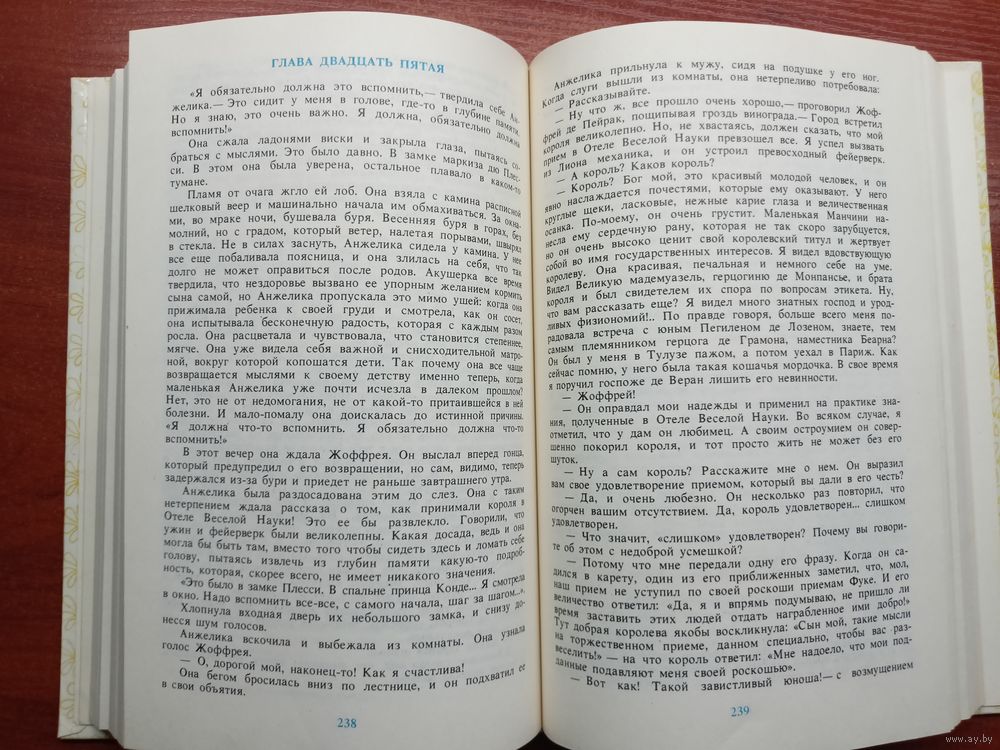 ГЛАВА ДВАДЦАТЬ ПЯТАЯ
«Я обязательно должна это вспомнить,— твердила себе Ан-
желика.— Это сидит у меня в голове, где-то в глубине памяти.
Но я знаю, это очень важно. Я должна, обязательно должна
вспомнить!»
Она сжала ладонями виски и закрыла глаза, пытаясь со-
браться с мыслями. Это было давно. В замке маркиза дю Плес-
си. В этом она была уверена, остальное плавало в каком-то
тумане.
Пламя от очага жгло ей лоб. Она взяла с камина расписной
шелковый веер и машинально начала им обмахиваться. За окна-
ми, во мраке ночи, бушевала буря. Весенняя буря в горах, без
молний, но с градом, который ветер, налетая порывами, швырял
в стекла. Не в силах заснуть, Анжелика сидела у камина. У нее
все еще побаливала поясница, и она злилась на себя, что так
долго не может оправиться после родов. Акушерка все время
твердила, что нездоровье вызвано ее упорным желанием кормить
сына самой, но Анжелика пропускала это мимо ушей: когда она
прижимала ребенка к своей груди и смотрела, как он сосет,
она испытывала бесконечную радость, которая с каждым разом
росла. Она расцветала и чувствовала, что становится степеннее,
мягче. Она уже видела себя важной и снисходительной матро-
ной, вокруг которой копошатся дети. Так почему она все чаще
возвращается мыслями к своему детству именно теперь, когда
маленькая Анжелика уже почти исчезла в далеком прошлом?
Нет, это не от недомогания, не от какой-то притаившейся в ней
болезни. И мало-помалу она доискалась до истинной причины.
«Я должна что-то вспомнить. Я обязательно должна что-то
вспомнить!»
В этот вечер она ждала Жоффрея. Он выслал вперед гонца,
который предупредил о его возвращении, но сам, видимо, теперь
задержался из-за бури и приедет не раньше завтрашнего утра.
Анжелика была раздосадована этим до слез. Она с таким
нетерпением ждала рассказа о том, как принимали короля в
Отеле Веселой Науки! Это ее бы развлекло. Говорили, что
ужин и фейерверк были великолепны. Какая досада, ведь и она
могла бы быть там, вместо того чтобы сидеть здесь и ломать себе
голову, пытаясь извлечь из глубин памяти какую-то подроб-
ность, которая, скорее всего, не имеет никакого значения.
«Это было в замке Плесси. В спальне принца Конде... Я смотрела
в окно. Надо вспомнить все-все, с самого начала, шаг за шагом...».
Хлопнула входная дверь их небольшого замка, и снизу до-
несся шум голосов.
Анжелика вскочила и выбежала из комнаты. Она узнала
голос Жоффрея.
— О, дорогой мой, наконец-то! Как я счастлива!
Она бегом бросилась вниз по лестнице, и он подхватил ее
в свои объятия.
238
Анжелика прильнула к мужу, сидя на подушке у его ног.
Когда слуги вышли из комнаты, она нетерпеливо потребовала:
— Рассказывайте.
— Ну что ж, все прошло очень хорошо,— проговорил Жоф-
фрей де Пейрак, пощипывая гроздь винограда.— Город встретил
короля великолепно. Но, не хвастаясь, должен сказать, что мой
прием в Отеле Веселой Науки превзошел все. Я успел вызвать
из Лиона механика, и он устроил превосходный фейерверк.
— А король? Каков король?
— Король? Бог мой, это красивый молодой человек, и он
явно наслаждается почестями, которые ему оказывают. У него
круглые щеки, ласковые, нежные карие глаза и величественная
осанка. По-моему, он очень грустит. Маленькая Манчини на-
несла ему сердечную рану, которая не так скоро зарубцуется,
но он очень высоко ценит свой королевский титул и жертвует
собой во имя государственных интересов. Я видел вдовствующую
королеву. Она красивая, печальная и немного себе на уме.
Видел Великую мадемуазель, герцогиню де Монпансье, и брата
короля и был свидетелем их спора по вопросам этикета. Ну,
что вам рассказать еще? Я видел много знатных господ и урод-
ливых физиономий!.. По правде говоря, больше всего меня по-
радовала встреча с юным Пегиленом де Лозеном, знаете, тем
самым племянником герцога де Грамона, наместника Беарна?
Он был у меня в Тулузе пажом, а потом уехал в Париж. Как
сейчас помню, у него была такая кошачья мордочка. В свое время
я поручил госпоже де Веран лишить его невинности.
— Жоффрей!
— Он оправдал мои надежды и применил на практике зна-
ния, полученные в Отеле Веселой Науки. Во всяком случае, я
отметил, что у дам он любимец. А своим остроумием он совер-
шенно покорил короля, и тот просто жить не может без его
шуток.
— Ну а сам король? Расскажите мне о нем. Он выразил
вам свое удовлетворение приемом, который вы дали в его честь?
— Да, и очень любезно. Он несколько раз повторил, что
огорчен вашим отсутствием. Да, король удовлетворен... слишком
удовлетворен.
— Что значит, «слишком» удовлетворен? Почему вы говори-
те об этом с недоброй усмешкой?
— Потому что мне передали одну его фразу. Когда он са-
дился в карету, один из его приближенных заметил, что, мол,
наш прием не уступил по своей роскоши приемам Фуке. И его
величество ответил: «Да, я и впрямь подумываю, не пришло ли
время заставить этих людей отдать награбленное ими добро!»
Тут добрая королева якобы воскликнула: «Сын мой, такие мысли
на торжественном приеме, данном специально, чтобы вас раз-
веселить!» — на что король ответил: «Мне надоело, что мои под-
данные подавляют меня своей роскошью».
— Вот как! Такой завистливый юноша!— с возмущением
239
www.ay.by